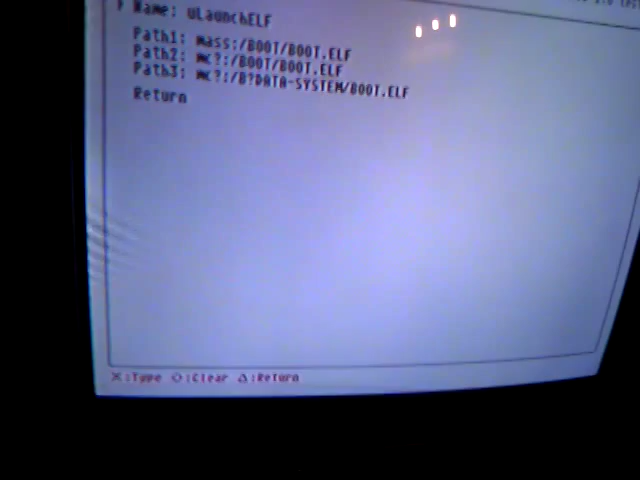 Name: uLaunchELF
Path1: mass:/BOOT/BOOT.ELF
Path2: mc?:/BOOT/BOOT.ELF
Path3: mc?:/B?DATA-SYSTEM/BOOT.ELF
Return
X:Type O:Clear Δ:Return